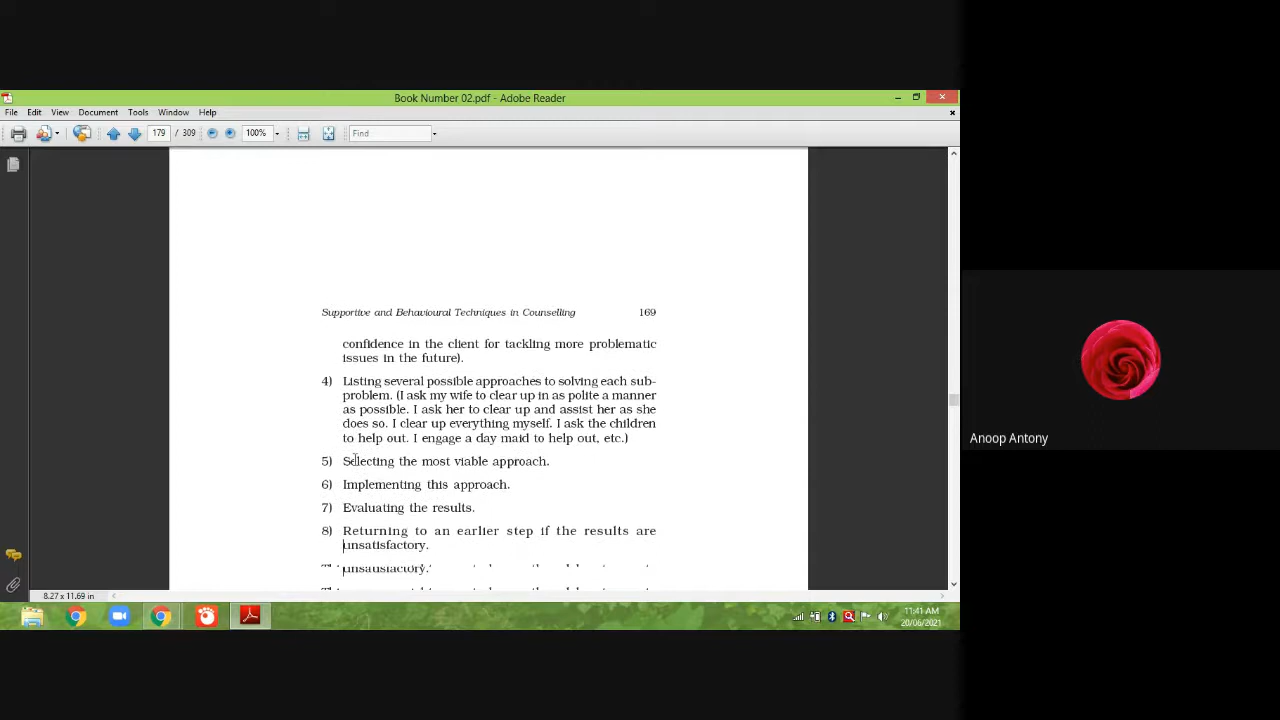 Book Number 02.pdf - Adobe Reader
File Edit View Document Tools Window Help
179 / 309 100% Find
Supportive and Behavioural Techniques in Counselling 169
confidence in the client for tackling more problematic
issues in the future).
4) Listing several possible approaches to solving each sub-
problem. (I ask my wife to clear up in as polite a manner
as possible. I ask her to clear up and assist her as she
does so. I clear up everything myself. I ask the children
to help out. I engage a day maid to help out, etc.)
5) Selecting the most viable approach.
6) Implementing this approach.
7) Evaluating the results.
8) Returning to an earlier step if the results are
unsatisfactory.
unsatisfactory.
8.27 x 11.69 in
11:41 AM
20/06/2021
Anoop Antony